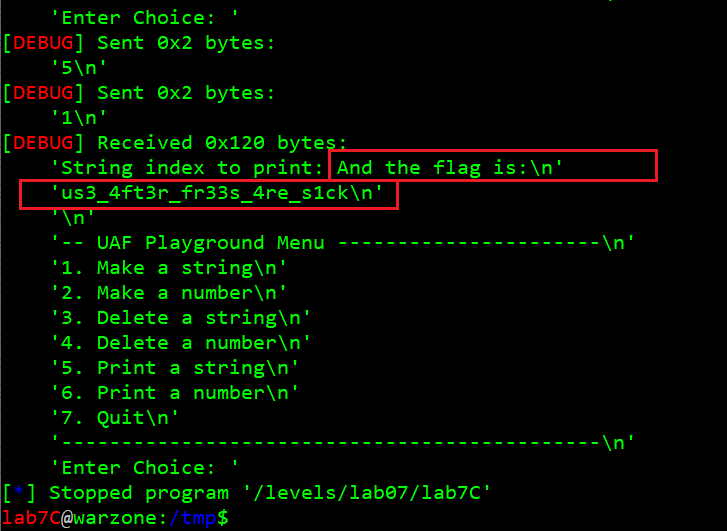 'Enter Choice: '
[DEBUG] Sent 0x2 bytes:
'5\n'
[DEBUG] Sent 0x2 bytes:
'1\n'
[DEBUG] Received 0x120 bytes:
'String index to print: And the flag is:\n'
'us3_4ft3r_fr33s_4re_s1ck\n'
'\n'
'-- UAF Playground Menu ----------------------\n'
'1. Make a string\n'
'2. Make a number\n'
'3. Delete a string\n'
'4. Delete a number\n'
'5. Print a string\n'
'6. Print a number\n'
'7. Quit\n'
'---------------------------------------------\n'
'Enter Choice: '
[*] Stopped program '/levels/lab07/lab7C'
lab7C@warzone:/tmp$